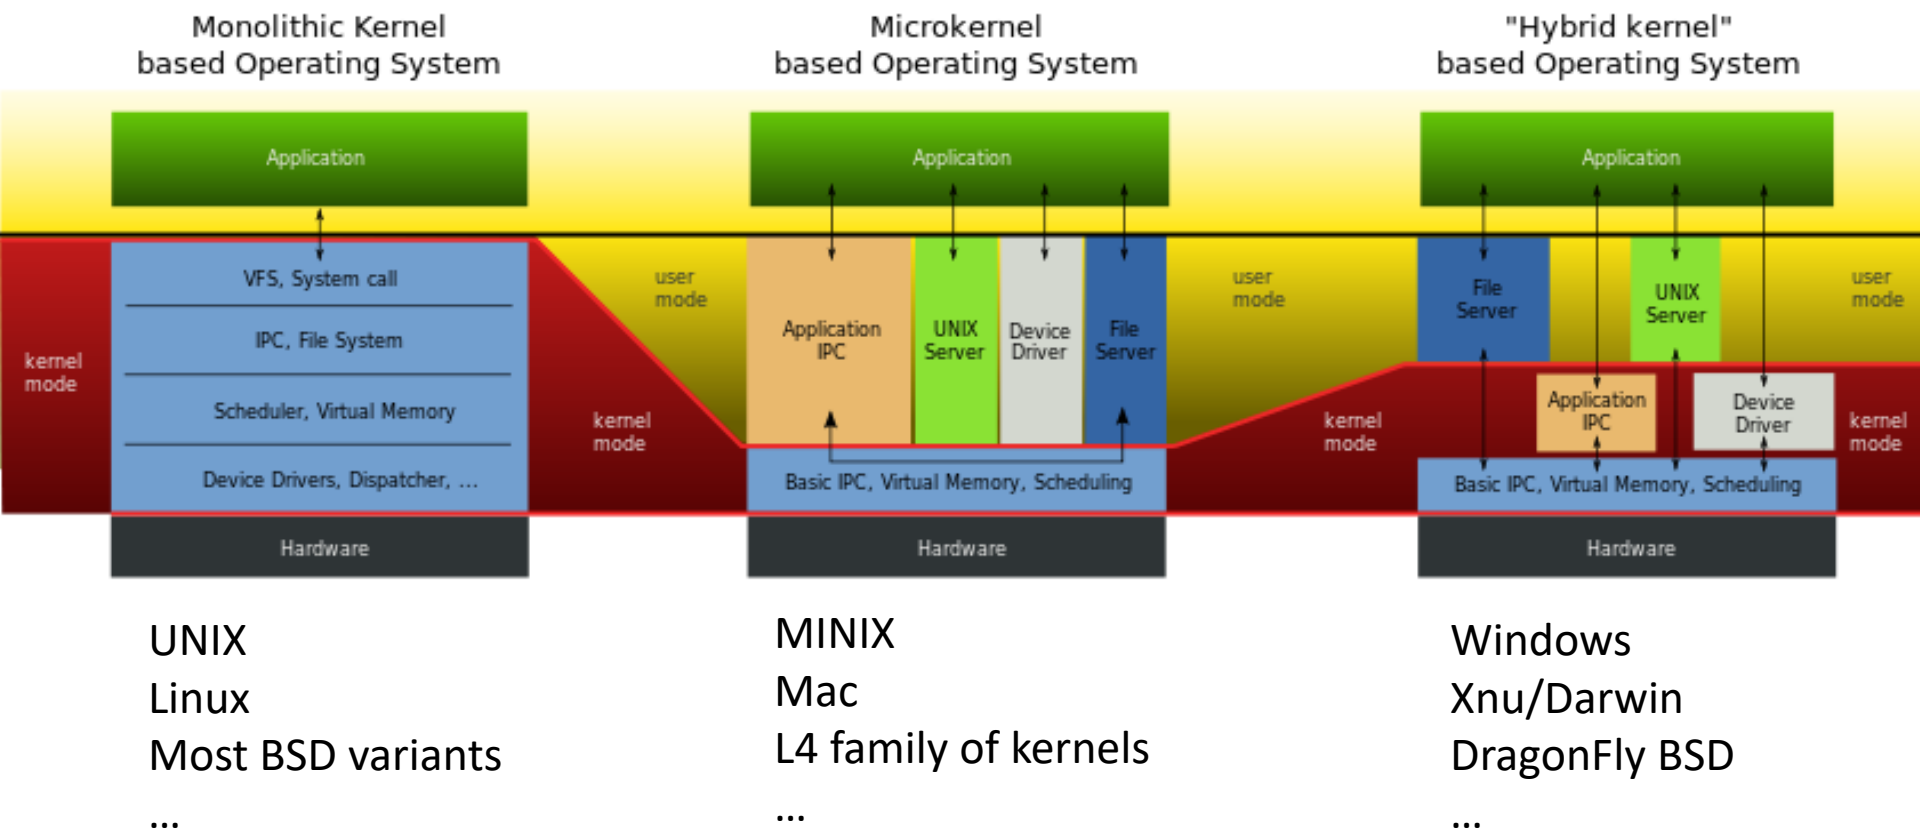 Monolithic Kernel
based Operating System
Application
VFS, System call
IPC, File System
Scheduler, Virtual Memory
Device Drivers, Dispatcher, ...
Hardware
kernel
mode
UNIX
Linux
Most BSD variants
...
Microkernel
based Operating System
Application
user
mode
kernel
mode
Application
IPC
UNIX
Server
Device
Driver
File
Server
Basic IPC, Virtual Memory, Scheduling
Hardware
MINIX
Mac
L4 family of kernels
...
"Hybrid kernel"
based Operating System
Application
user
mode
kernel
mode
File
Server
UNIX
Server
user
mode
Application
IPC
Device
Driver
kernel
mode
Basic IPC, Virtual Memory, Scheduling
Hardware
Windows
Xnu/Darwin
DragonFly BSD
...